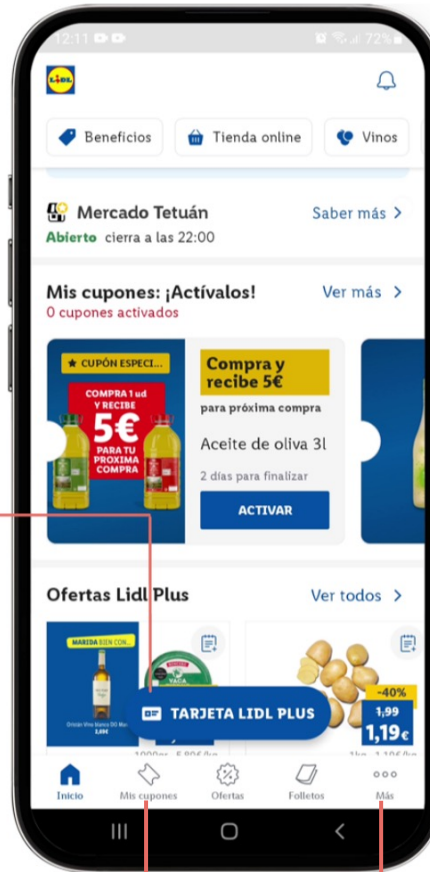 12:11
72%
LIDL
Beneficios
Tienda online
Vinos
Mercado Tetuán
Saber más >
Abierto cierra a las 22:00
Mis cupones: ¡Actívalos!
Ver más >
0 cupones activados
★ CUPÓN ESPECI...
COMPRA 1 ud
Y RECIBE
5€
PARA TU
PROXIMA
COMPRA
Compra y
recibe 5€
para próxima compra
Aceite de oliva 3l
2 días para finalizar
ACTIVAR
Ofertas Lidl Plus
Ver todos >
MARIDA BIEN CON...
VACA
-40%
1,99
1,19€
TARJETA LIDL PLUS
Inicio
Mis cupones
Ofertas
Folletos
Más